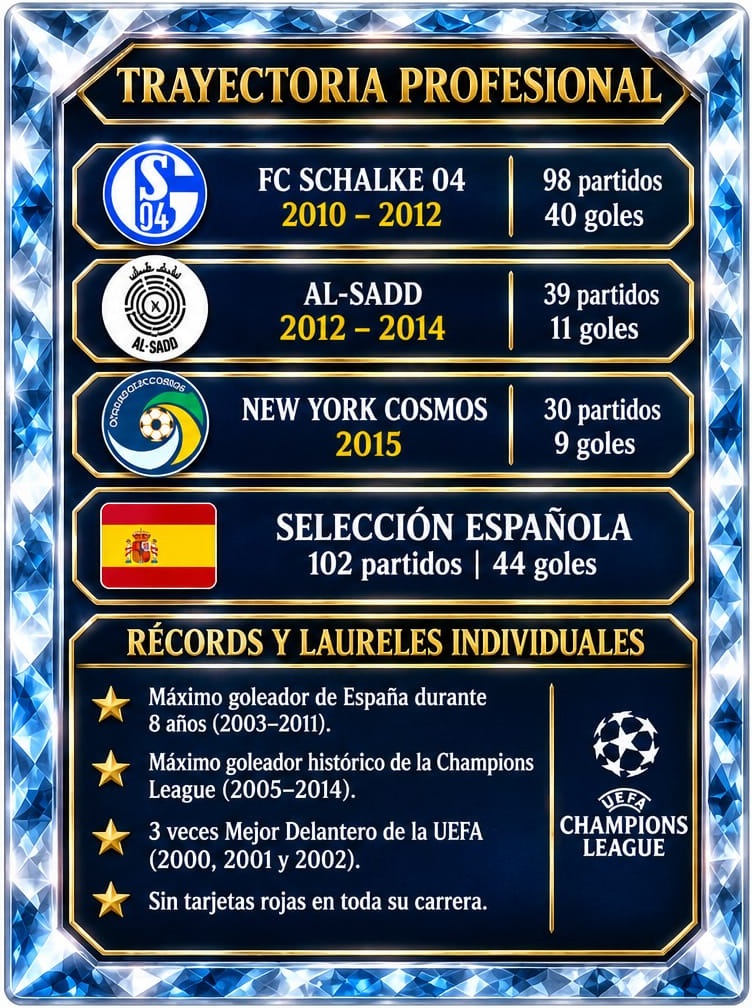 TRAYECTORIA PROFESIONAL
S
04
FC SCHALKE 04
2010 – 2012
98 partidos
40 goles
X
AL-SADD
AL-SADD
2012 – 2014
39 partidos
11 goles
NEW YORK COSMOS
2015
30 partidos
9 goles
SELECCIÓN ESPAÑOLA
102 partidos | 44 goles
RÉCORDS Y LAURELES INDIVIDUALES
Máximo goleador de España durante
8 años (2003–2011).
Máximo goleador histórico de la Champions
League (2005–2014).
3 veces Mejor Delantero de la UEFA
(2000, 2001 y 2002).
Sin tarjetas rojas en toda su carrera.
UEFA
CHAMPIONS
LEAGUE